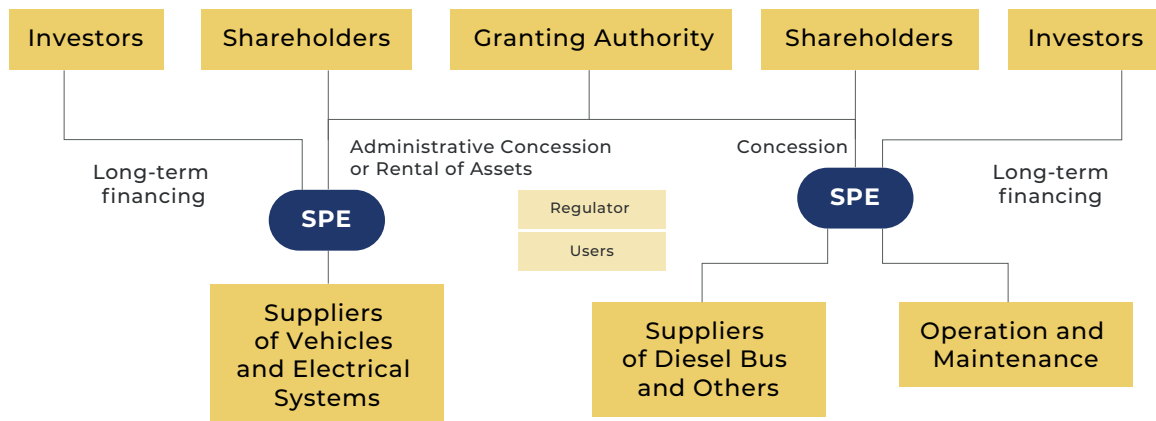 Investors
Shareholders
Granting Authority
Shareholders
Investors
Long-term
financing
Administrative Concession
or Rental of Assets
Concession
Long-term
financing
SPE
Regulator
Users
SPE
Suppliers
of Vehicles
and Electrical
Systems
Suppliers
of Diesel Bus
and Others
Operation and
Maintenance